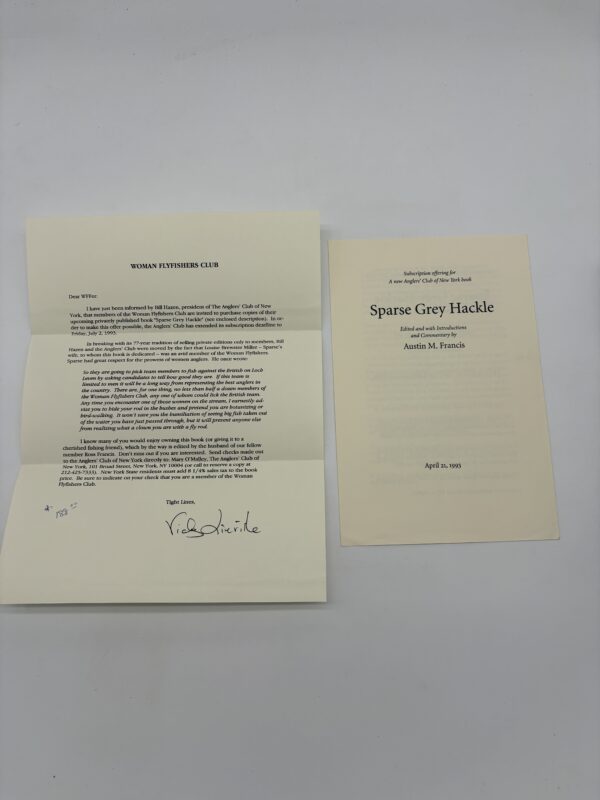 WOMAN FLYFISHERS CLUB
Dear WFFer:
I have just been informed by Bill Hazen, president of The Anglers' Club of New
York, that members of the Woman Flyfishers Club are invited to purchase copies of their
upcoming privately published book "Sparse Grey Hackle" (see enclosed description). In or-
der to make this offer possible, the Anglers' Club has extended its subscription deadline to
Friday, July 2, 1993.
In breaking with its 77-year tradition of selling private editions only to members, Bill
Hazen and the Anglers' Club were moved by the fact that Louise Brewster Miller – Sparse's
wife, to whom this book is dedicated – was an avid member of the Woman Flyfishers.
Sparse had great respect for the prowess of women anglers. He once wrote:
So they are going to pick team members to fish against the British on Loch
Leven by asking candidates to tell how good they are. If this team is
limited to men it will be a long way from representing the best anglers in
the country. There are, for one thing, no less than half a dozen members of
the Woman Flyfishers Club, any one of whom could lick the British team.
Any time you encounter one of those women on the stream, I earnestly ad-
vise you to hide your rod in the bushes and pretend you are botanizing or
bird-walking. It won't save you the humiliation of seeing big fish taken out
of the water you have just passed through, but it will prevent anyone else
from realizing what a clown you are with a fly rod.
I know many of you would enjoy owning this book (or giving it to a
cherished fishing friend), which by the way is edited by the husband of our fellow
member Ross Francis. Don't miss out if you are interested. Send checks made out
to the Anglers' Club of New York directly to: Mary O'Malley, The Anglers' Club of
New York, 101 Broad Street, New York, NY 10004 (or call to reserve a copy at
212-425-7333). New York State residents must add 8 1/4% sales tax to the book
price. Be sure to indicate on your check that you are a member of the Woman
Flyfishers Club.
Tight Lines,
Subscription offering for
A new Anglers' Club of New York book
Sparse Grey Hackle
Edited and with Introductions
and Commentary by
Austin M. Francis
April 21, 1993